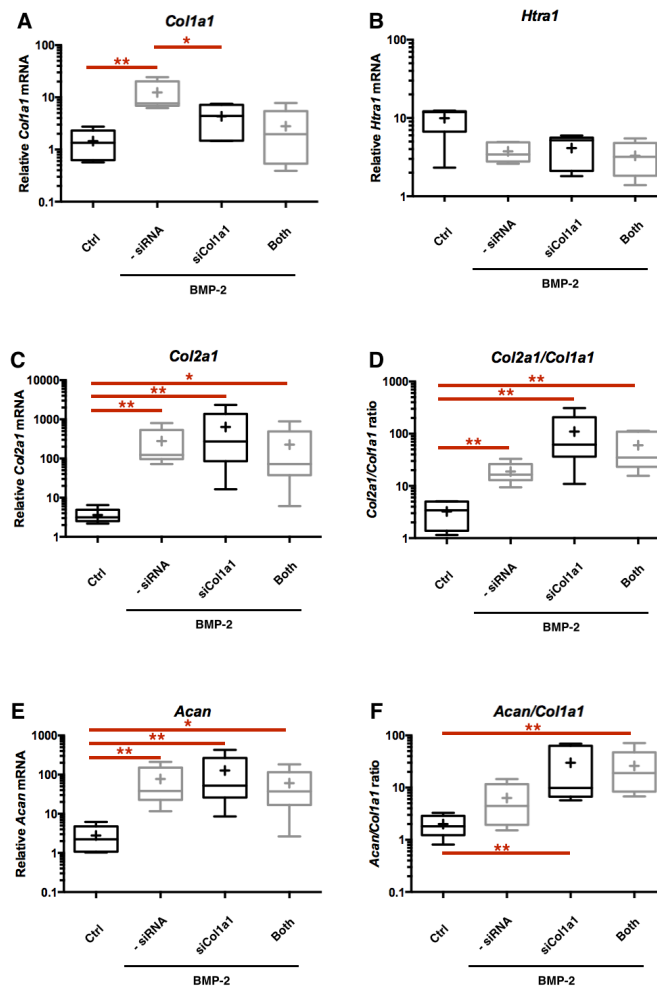 A
Col1a1
Relative Col1a1 mRNA
100
10
1
0.1
**
*
Ctrl
- siRNA
siCol1a1
Both
BMP-2
B
Htra1
Relative Htra1 mRNA
100
10
1
Ctrl
- siRNA
siCol1a1
Both
BMP-2
C
Col2a1
Relative Col2a1 mRNA
10000
1000
100
10
1
*
**
**
Ctrl
- siRNA
siCol1a1
Both
BMP-2
D
Col2a1/Col1a1
Col2a1/Col1a1 ratio
1000
100
10
1
**
**
**
Ctrl
- siRNA
siCol1a1
Both
BMP-2
E
Acan
Relative Acan mRNA
1000
100
10
1
0.1
*
**
**
Ctrl
- siRNA
siCol1a1
Both
BMP-2
F
Acan/Col1a1
Acan/Col1a1 ratio
100
10
1
0.1
**
**
Ctrl
- siRNA
siCol1a1
Both
BMP-2